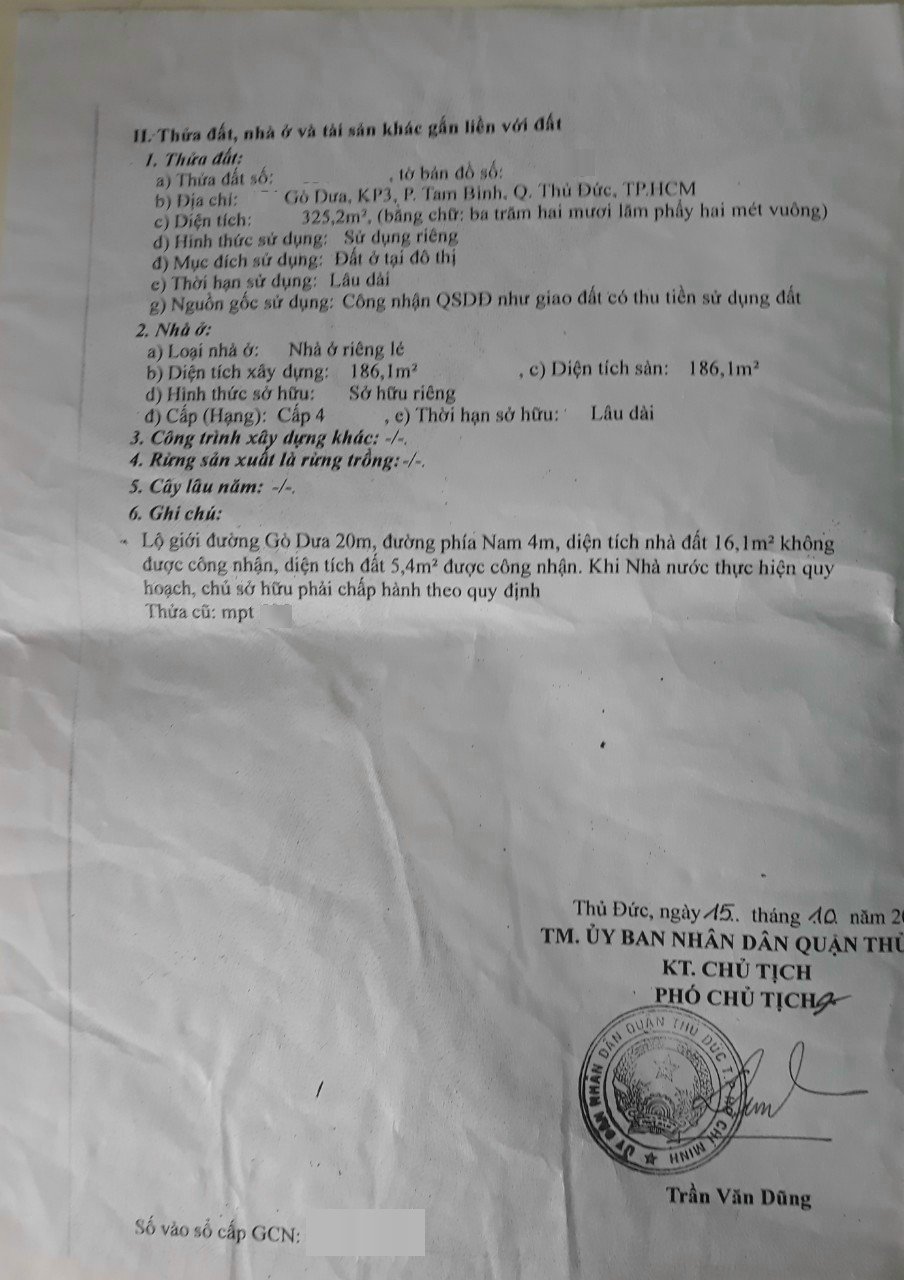 II. Thửa đất, nhà ở và tài sản khác gắn liền với đất
1. Thửa đất:
a) Thửa đất số: , tờ bản đồ số:
b) Địa chỉ: Gò Dưa, KP3, P. Tam Bình, Q. Thủ Đức, TP.HCM
c) Diện tích: 325,2m², (bằng chữ: ba trăm hai mươi lăm phẩy hai mét vuông)
d) Hình thức sử dụng: Sử dụng riêng
đ) Mục đích sử dụng: Đất ở tại đô thị
e) Thời hạn sử dụng: Lâu dài
g) Nguồn gốc sử dụng: Công nhận QSDĐ như giao đất có thu tiền sử dụng đất
2. Nhà ở:
a) Loại nhà ở: Nhà ở riêng lẻ
b) Diện tích xây dựng: 186,1m² , c) Diện tích sàn: 186,1m²
d) Hình thức sở hữu: Sở hữu riêng
đ) Cấp (Hạng): Cấp 4 , e) Thời hạn sở hữu: Lâu dài
3. Công trình xây dựng khác: -/-.
4. Rừng sản xuất là rừng trồng: -/-.
5. Cây lâu năm: -/-.
6. Ghi chú:
Lộ giới đường Gò Dưa 20m, đường phía Nam 4m, diện tích nhà đất 16,1m² không
được công nhận, diện tích đất 5,4m² được công nhận. Khi Nhà nước thực hiện quy
hoạch, chủ sở hữu phải chấp hành theo quy định
Thửa cũ: mpt
Thủ Đức, ngày 15. tháng 10 năm 20
TM. ỦY BAN NHÂN DÂN QUẬN THỦ
KT. CHỦ TỊCH
PHÓ CHỦ TỊCH
ỦY BAN NHÂN DÂN QUẬN THỦ ĐỨC T.P HỒ CHÍ MINH
Trần Văn Dũng
Số vào sổ cấp GCN: